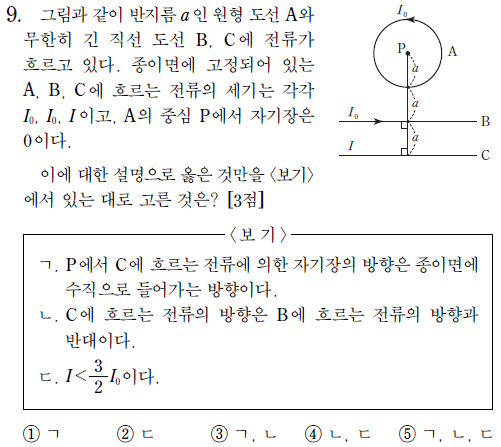 9. 그림과 같이 반지름 a인 원형 도선 A와
무한히 긴 직선 도선 B, C에 전류가
흐르고 있다. 종이면에 고정되어 있는
A, B, C에 흐르는 전류의 세기는 각각
I₀, I₀, I이고, A의 중심 P에서 자기장은
0이다.
I₀
P
A
a
a
I₀
B
a
I
C
이에 대한 설명으로 옳은 것만을 〈보기〉
에서 있는 대로 고른 것은? [3점]
〈보 기〉
ㄱ. P에서 C에 흐르는 전류에 의한 자기장의 방향은 종이면에
수직으로 들어가는 방향이다.
ㄴ. C에 흐르는 전류의 방향은 B에 흐르는 전류의 방향과
반대이다.
ㄷ. I < 3/2 I₀이다.
① ㄱ ② ㄷ ③ ㄱ, ㄴ ④ ㄴ, ㄷ ⑤ ㄱ, ㄴ, ㄷ